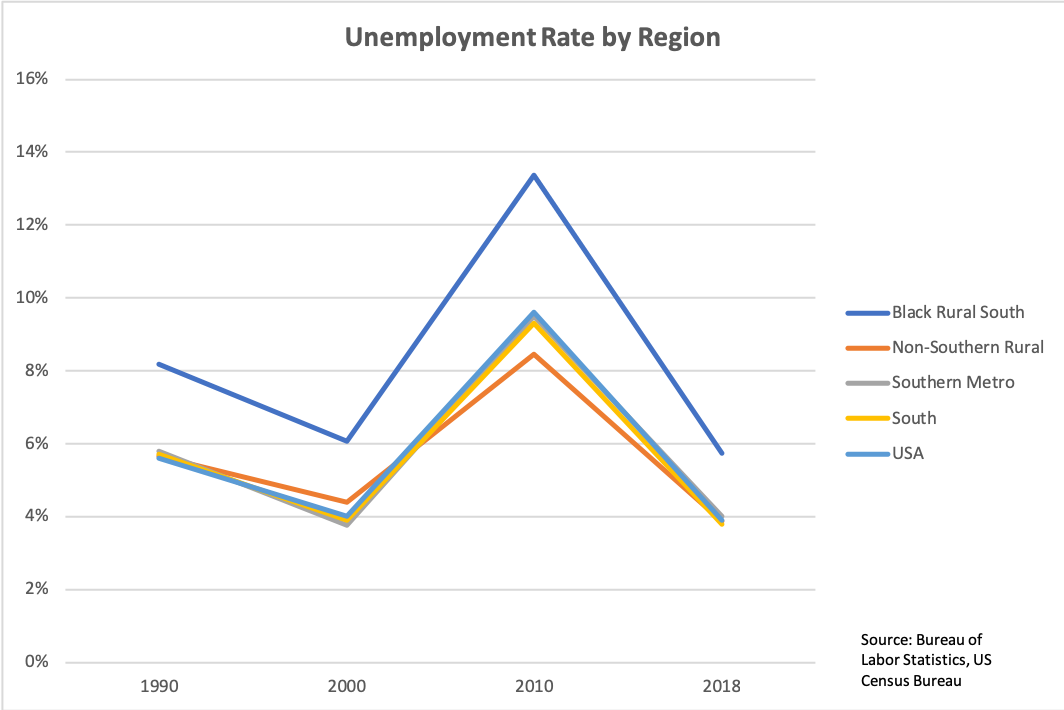 Unemployment Rate by Region
16%
14%
12%
10%
8%
6%
4%
2%
0%
1990 2000 2010 2018
Black Rural South
Non-Southern Rural
Southern Metro
South
USA
Source: Bureau of
Labor Statistics, US
Census Bureau